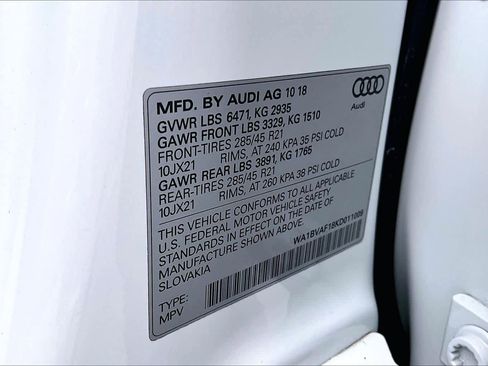 MFD. BY AUDI AG 10 18
Audi
GVWR LBS 6471, KG 2935
GAWR FRONT LBS 3329, KG 1510
FRONT-TIRES 285/45 R21
10JX21 RIMS, AT 240 KPA 35 PSI COLD
GAWR REAR LBS 3891, KG 1765
REAR-TIRES 285/45 R21
10JX21 RIMS, AT 260 KPA 38 PSI COLD
THIS VEHICLE CONFORMS TO ALL APPLICABLE
U.S. FEDERAL MOTOR VEHICLE SAFETY
STANDARDS IN EFFECT ON THE DATE OF
MANUFACTURE SHOWN ABOVE.
SLOVAKIA
WA1BVAF18KD011009
TYPE:
MPV